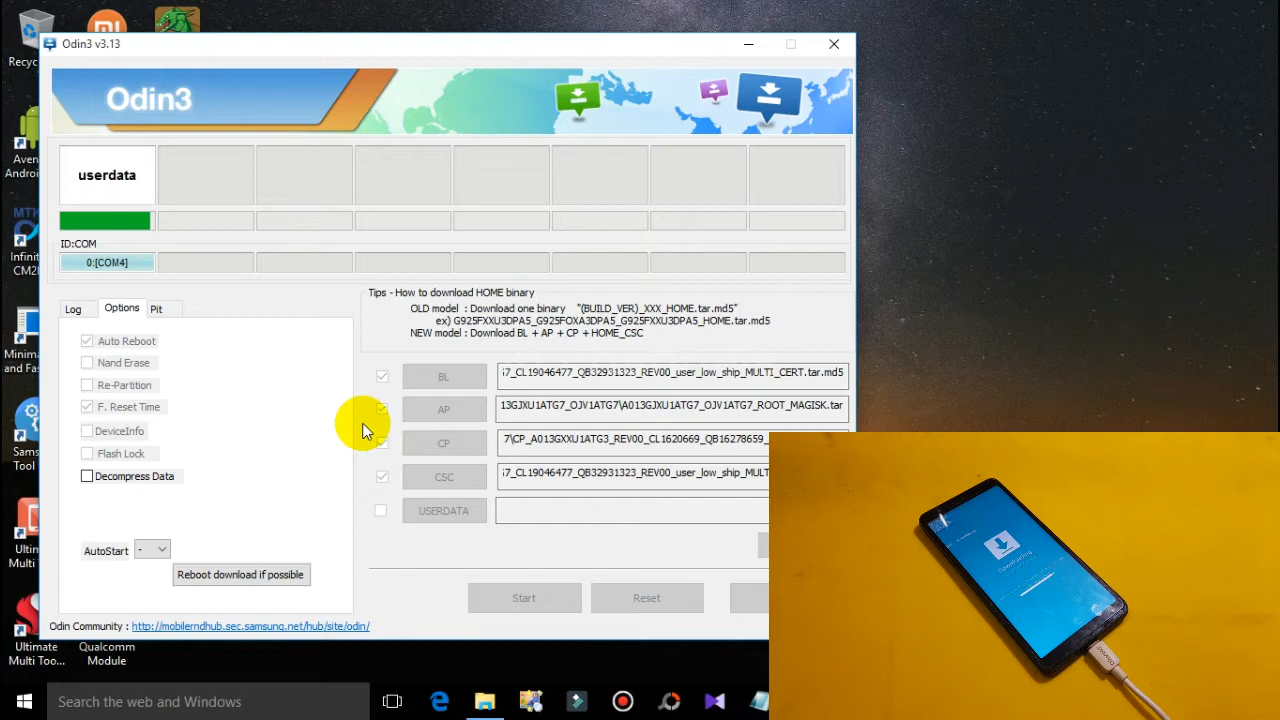 Odin3 v3.13
Recyc
Odin3
Aven
Androi
userdata
ID:COM
0:[COM4]
Infinit
CM2
Log
Options
Pit
Tips - How to download HOME binary
OLD model : Download one binary "(BUILD_VER)_XXX_HOME.tar.md5"
ex) G925FXXU3DPA5_G925FOXA3DPA5_G925FXXU3DPA5_HOME.tar.md5
NEW model : Download BL + AP + CP + HOME_CSC
Auto Reboot
Nand Erase
Re-Partition
F. Reset Time
DeviceInfo
Flash Lock
Decompress Data
Minima
and Fas
BL
i7_CL19046477_QB32931323_REV00_user_low_ship_MULTI_CERT.tar.md5
AP
13GJXU1ATG7_OJV1ATG7\A013GJXU1ATG7_OJV1ATG7_ROOT_MAGISK.tar
CP
7\CP_A013GXXU1ATG3_REV00_CL1620669_QB16278659_
CSC
i7_CL19046477_QB32931323_REV00_user_low_ship_MULT
USERDATA
Sams
Tool
AutoStart
-
Reboot download if possible
Ultim
Multi T
Start
Reset
Odin Community :
http://mobilerndhub.sec.samsung.net/hub/site/odin/
Ultimate
Multi Too...
Qualcomm
Module
Downloading
Search the web and Windows